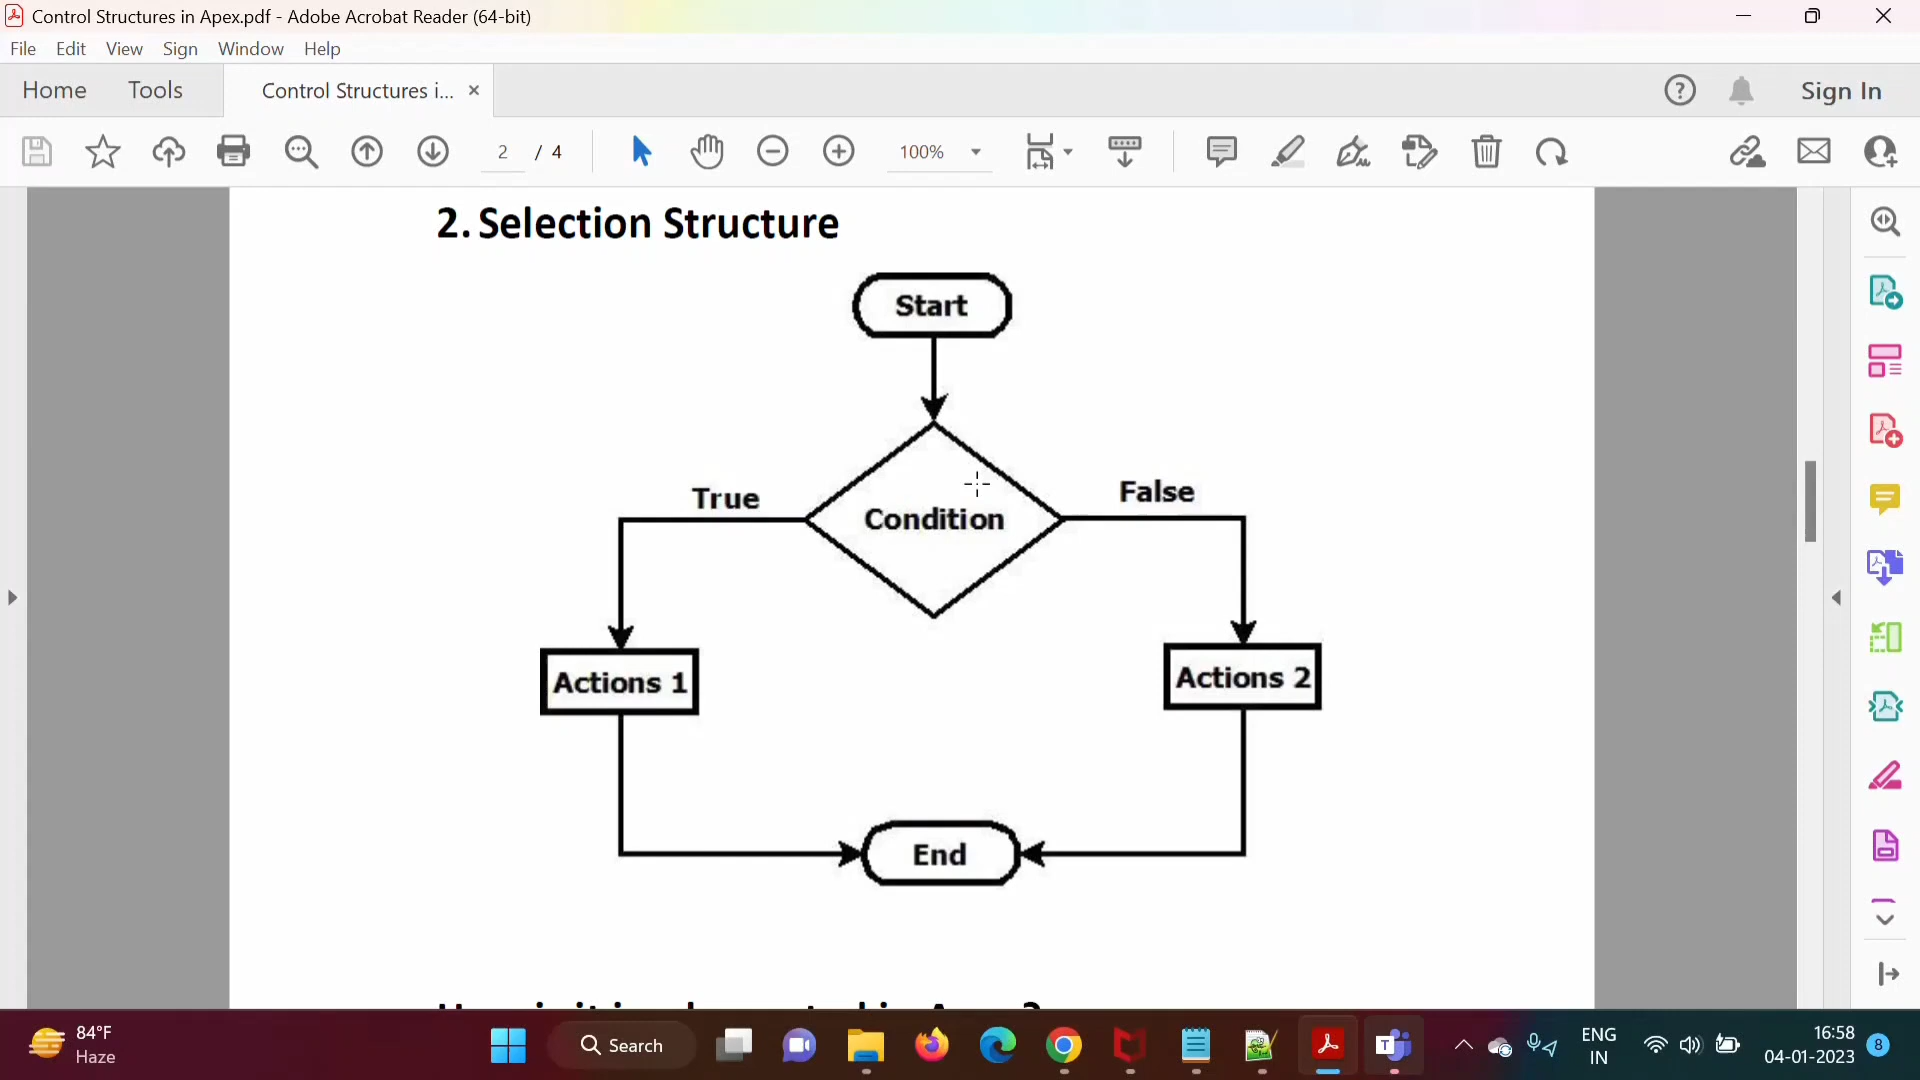 Control Structures in Apex.pdf - Adobe Acrobat Reader (64-bit)
File Edit View Sign Window Help
Home Tools Control Structures i... Sign In
2 / 4 100%
2. Selection Structure
Start
True Condition False
Actions 1 Actions 2
End
84°F
Haze
Search
ENG
IN
16:58
04-01-2023
8